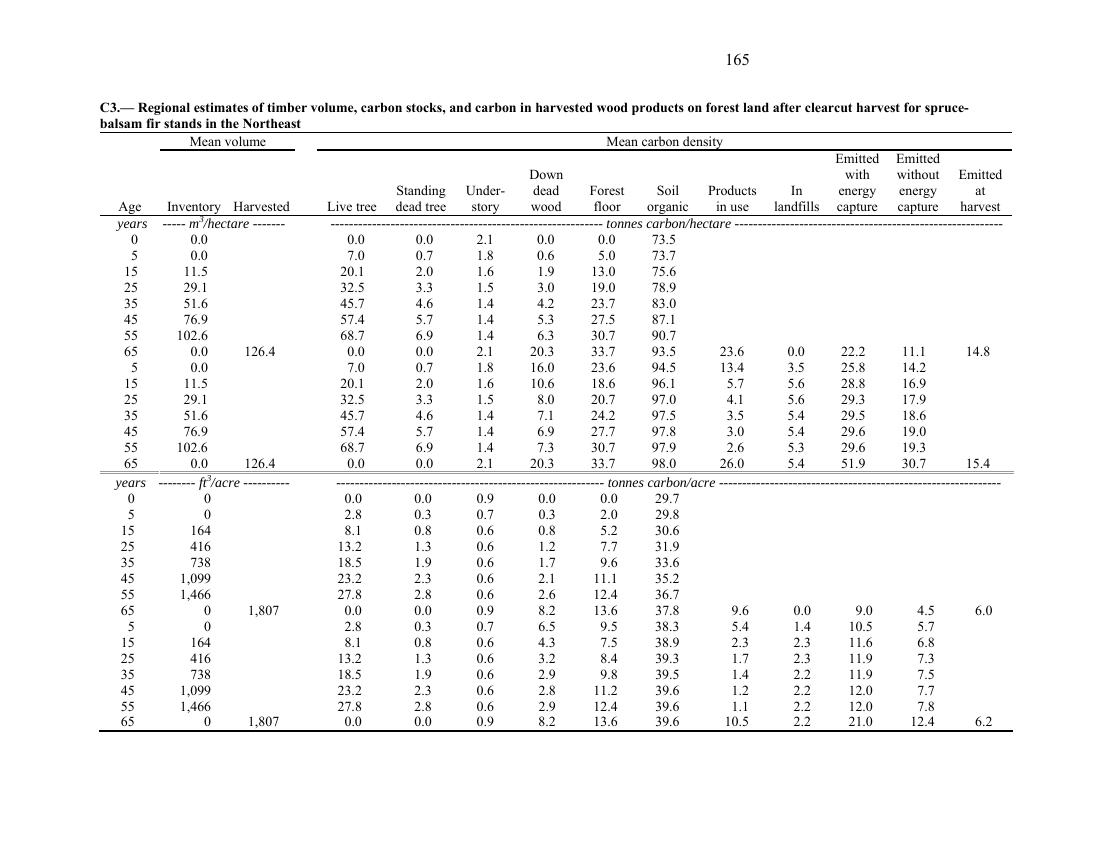 165
C3.— Regional estimates of timber volume, carbon stocks, and carbon in harvested wood products on forest land after clearcut harvest for spruce-
balsam fir stands in the Northeast
Mean volume Mean carbon density
Age Inventory Harvested Live tree Standing dead tree Under-story Down dead wood Forest floor Soil organic Products in use In landfills Emitted with energy capture Emitted without energy capture Emitted at harvest
years ----- m³/hectare ------- ----------------------------------------------------------- tonnes carbon/hectare -----------------------------------------------------------
0 0.0 0.0 0.0 2.1 0.0 0.0 73.5
5 0.0 7.0 0.7 1.8 0.6 5.0 73.7
15 11.5 20.1 2.0 1.6 1.9 13.0 75.6
25 29.1 32.5 3.3 1.5 3.0 19.0 78.9
35 51.6 45.7 4.6 1.4 4.2 23.7 83.0
45 76.9 57.4 5.7 1.4 5.3 27.5 87.1
55 102.6 68.7 6.9 1.4 6.3 30.7 90.7
65 0.0 126.4 0.0 0.0 2.1 20.3 33.7 93.5 23.6 0.0 22.2 11.1 14.8
5 0.0 7.0 0.7 1.8 16.0 23.6 94.5 13.4 3.5 25.8 14.2
15 11.5 20.1 2.0 1.6 10.6 18.6 96.1 5.7 5.6 28.8 16.9
25 29.1 32.5 3.3 1.5 8.0 20.7 97.0 4.1 5.6 29.3 17.9
35 51.6 45.7 4.6 1.4 7.1 24.2 97.5 3.5 5.4 29.5 18.6
45 76.9 57.4 5.7 1.4 6.9 27.7 97.8 3.0 5.4 29.6 19.0
55 102.6 68.7 6.9 1.4 7.3 30.7 97.9 2.6 5.3 29.6 19.3
65 0.0 126.4 0.0 0.0 2.1 20.3 33.7 98.0 26.0 5.4 51.9 30.7 15.4
years -------- ft³/acre ---------- ----------------------------------------------------------- tonnes carbon/acre -------------------------------------------------------------
0 0 0.0 0.0 0.9 0.0 0.0 29.7
5 0 2.8 0.3 0.7 0.3 2.0 29.8
15 164 8.1 0.8 0.6 0.8 5.2 30.6
25 416 13.2 1.3 0.6 1.2 7.7 31.9
35 738 18.5 1.9 0.6 1.7 9.6 33.6
45 1,099 23.2 2.3 0.6 2.1 11.1 35.2
55 1,466 27.8 2.8 0.6 2.6 12.4 36.7
65 0 1,807 0.0 0.0 0.9 8.2 13.6 37.8 9.6 0.0 9.0 4.5 6.0
5 0 2.8 0.3 0.7 6.5 9.5 38.3 5.4 1.4 10.5 5.7
15 164 8.1 0.8 0.6 4.3 7.5 38.9 2.3 2.3 11.6 6.8
25 416 13.2 1.3 0.6 3.2 8.4 39.3 1.7 2.3 11.9 7.3
35 738 18.5 1.9 0.6 2.9 9.8 39.5 1.4 2.2 11.9 7.5
45 1,099 23.2 2.3 0.6 2.8 11.2 39.6 1.2 2.2 12.0 7.7
55 1,466 27.8 2.8 0.6 2.9 12.4 39.6 1.1 2.2 12.0 7.8
65 0 1,807 0.0 0.0 0.9 8.2 13.6 39.6 10.5 2.2 21.0 12.4 6.2